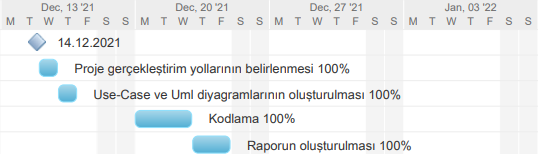 Dec, 13 '21 Dec, 20 '21 Dec, 27 '21 Jan, 03 '22
M T W T F S S M T W T F S S M T W T F S S M T W T F S S
14.12.2021
Proje gerçekleştirim yollarının belirlenmesi 100%
Use-Case ve Uml diyagramlarının oluşturulması 100%
Kodlama 100%
Raporun oluşturulması 100%